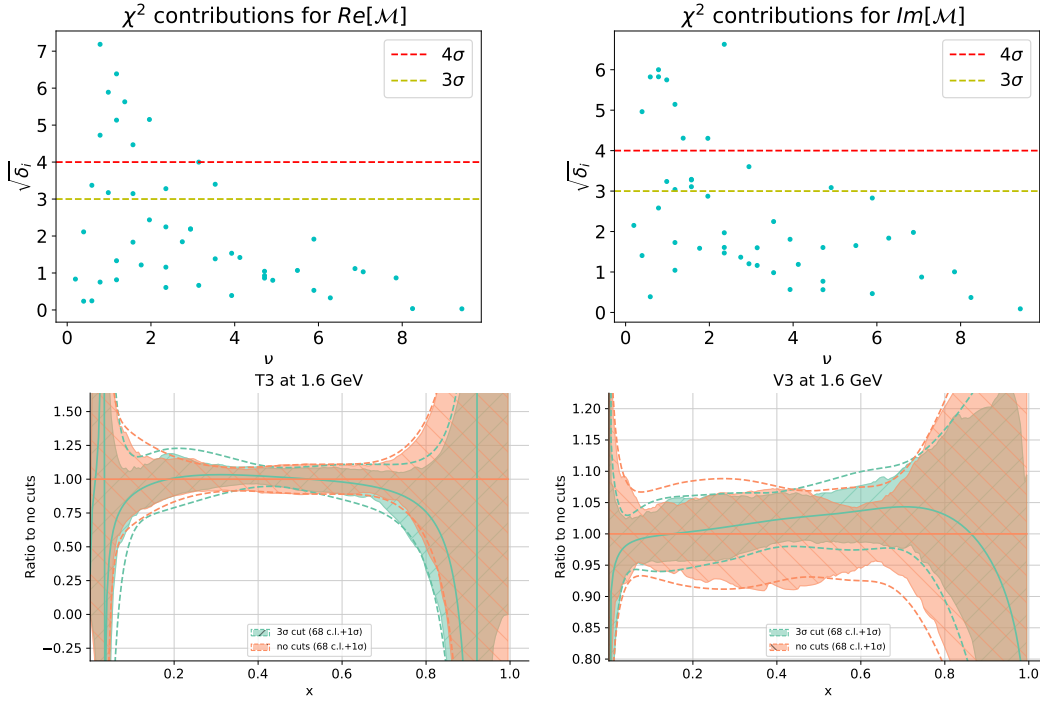 χ² contributions for Re[ℳ]
7
6
5
4
3
2
1
0
√δᵢ
4σ
3σ
0
2
4
6
8
ν
χ² contributions for Im[ℳ]
6
5
4
3
2
1
0
√δᵢ
4σ
3σ
0
2
4
6
8
ν
T3 at 1.6 GeV
1.50
1.25
1.00
0.75
0.50
0.25
0.00
−0.25
Ratio to no cuts
3σ cut (68 c.l.+1σ)
no cuts (68 c.l.+1σ)
0.2
0.4
0.6
0.8
1.0
x
V3 at 1.6 GeV
1.20
1.15
1.10
1.05
1.00
0.95
0.90
0.85
0.80
Ratio to no cuts
3σ cut (68 c.l.+1σ)
no cuts (68 c.l.+1σ)
0.2
0.4
0.6
0.8
1.0
x